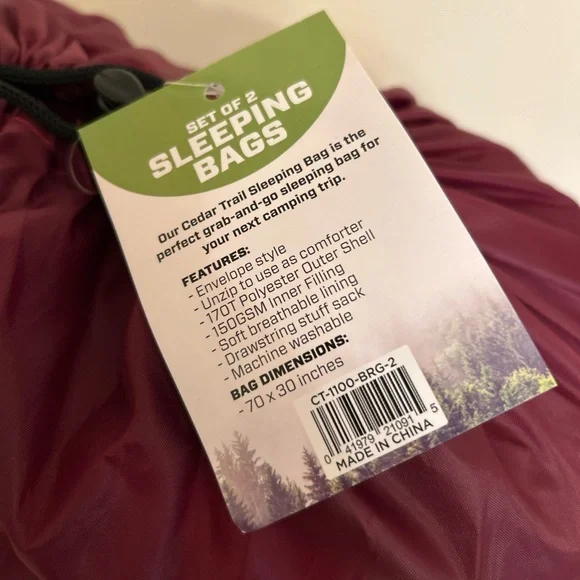 SET OF 2
SLEEPING
BAGS
Our Cedar Trail Sleeping Bag is the
perfect grab-and-go sleeping bag for
your next camping trip.
FEATURES:
- Envelope style
- Unzip to use as comforter
- 170T Polyester Outer Shell
- 150GSM Inner Filling
- Soft breathable lining
- Drawstring stuff sack
- Machine washable
BAG DIMENSIONS:
- 70 x 30 inches
CT-1100-BRG-2
0 41979 21091 5
MADE IN CHINA